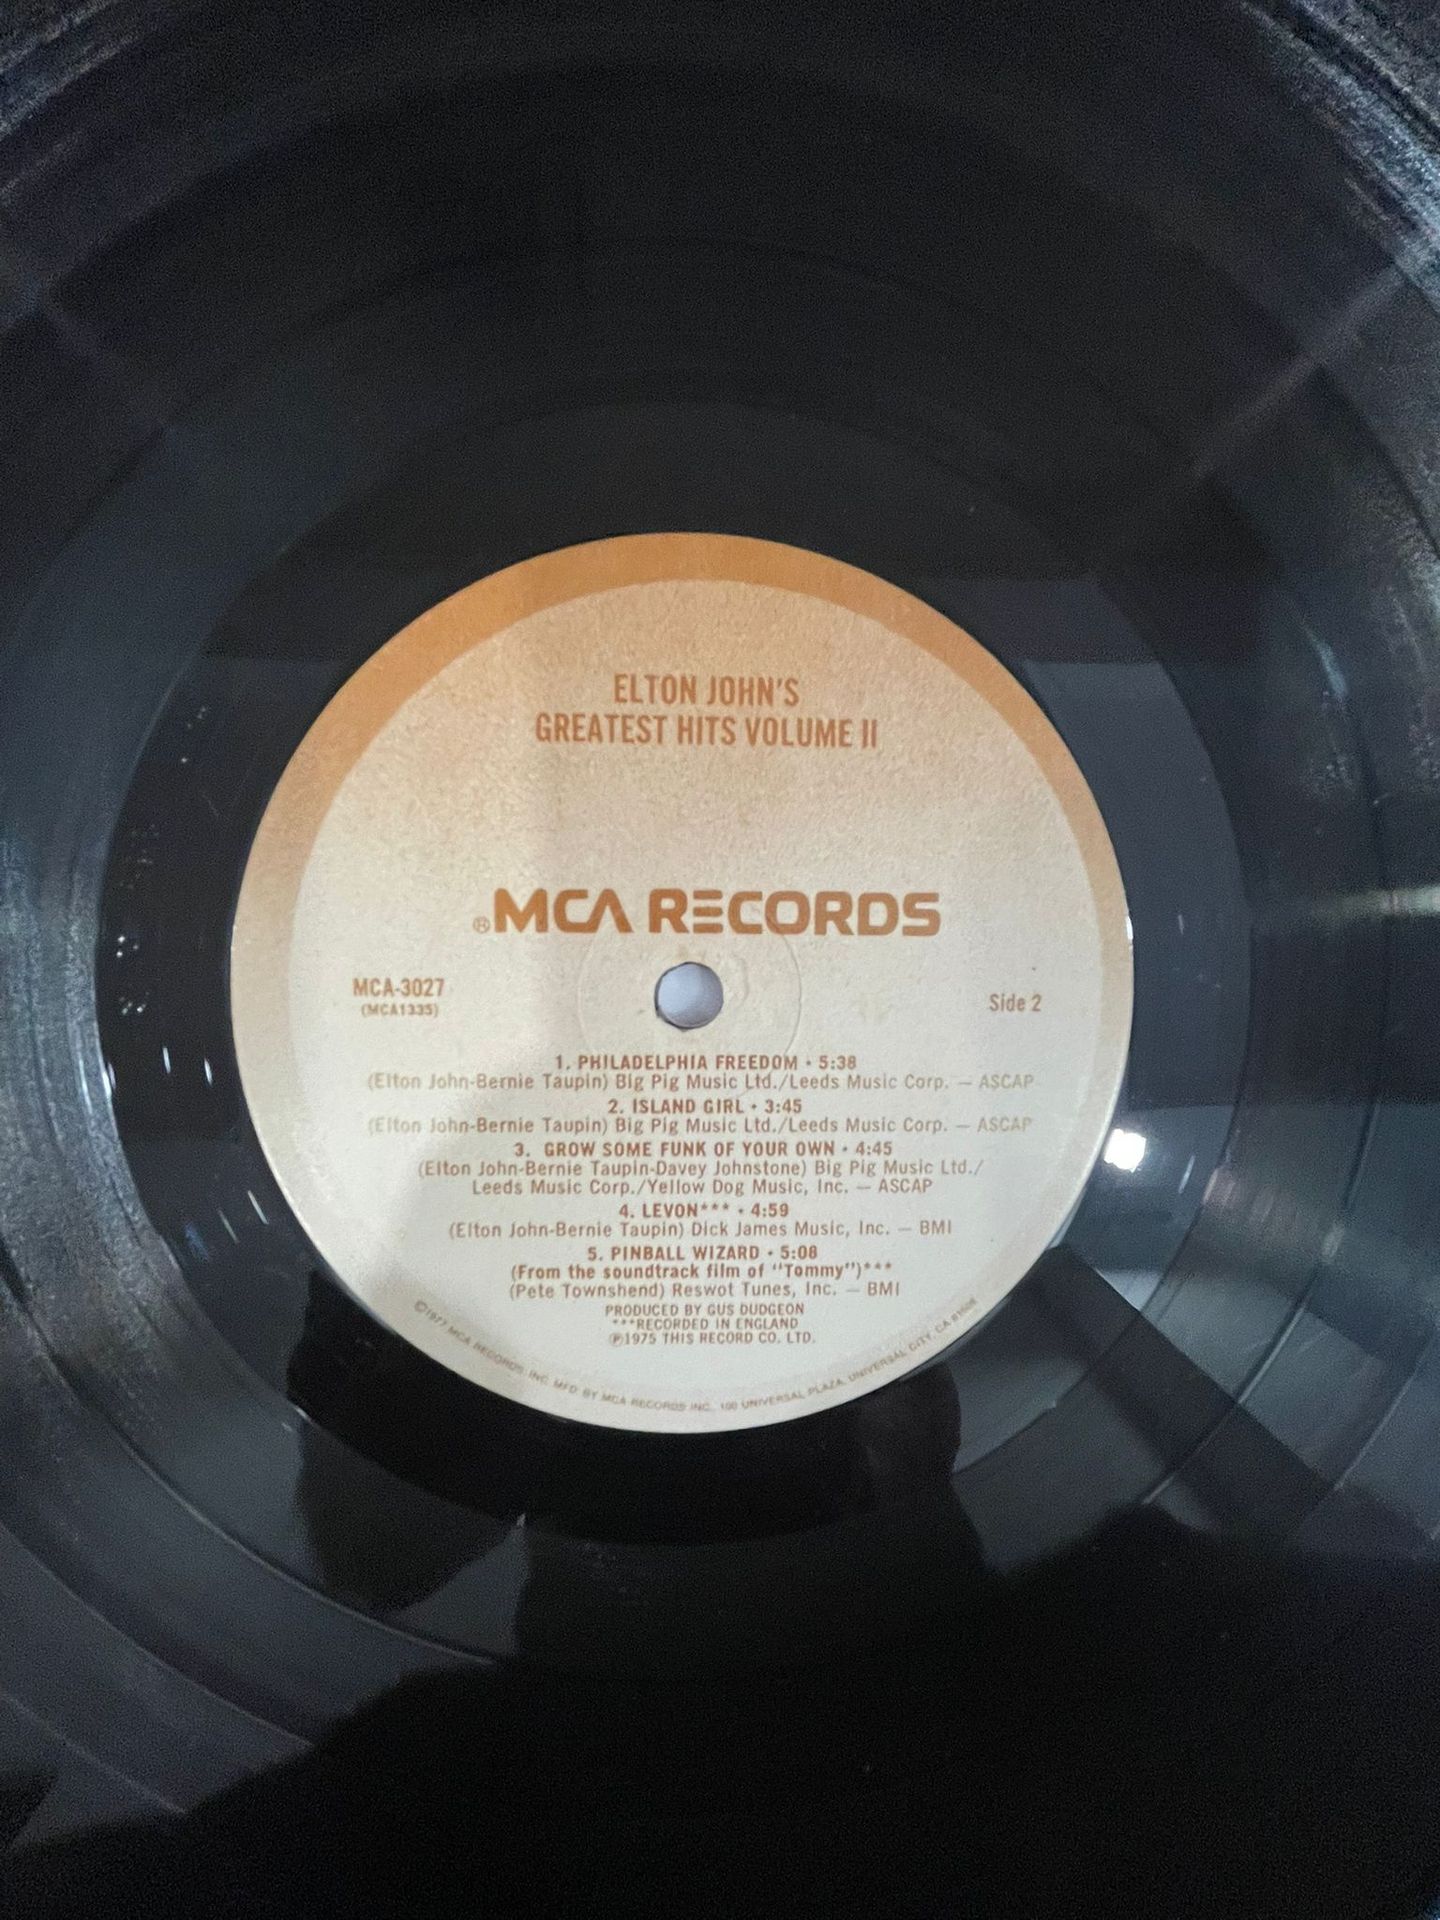 ELTON JOHN'S
GREATEST HITS VOLUME II
®MCA RECORDS
MCA-3027
(MCA1335)
Side 2
1. PHILADELPHIA FREEDOM • 5:38
(Elton John-Bernie Taupin) Big Pig Music Ltd./Leeds Music Corp. — ASCAP
2. ISLAND GIRL • 3:45
(Elton John-Bernie Taupin) Big Pig Music Ltd./Leeds Music Corp. — ASCAP
3. GROW SOME FUNK OF YOUR OWN • 4:45
(Elton John-Bernie Taupin-Davey Johnstone) Big Pig Music Ltd./
Leeds Music Corp./Yellow Dog Music, Inc. — ASCAP
4. LEVON*** • 4:59
(Elton John-Bernie Taupin) Dick James Music, Inc. — BMI
5. PINBALL WIZARD • 5:08
(From the soundtrack film of "Tommy")***
(Pete Townshend) Reswot Tunes, Inc. — BMI
PRODUCED BY GUS DUDGEON
***RECORDED IN ENGLAND
℗1975 THIS RECORD CO. LTD.
©1977 MCA RECORDS, INC. MFD. BY MCA RECORDS INC., 100 UNIVERSAL PLAZA, UNIVERSAL CITY, CA